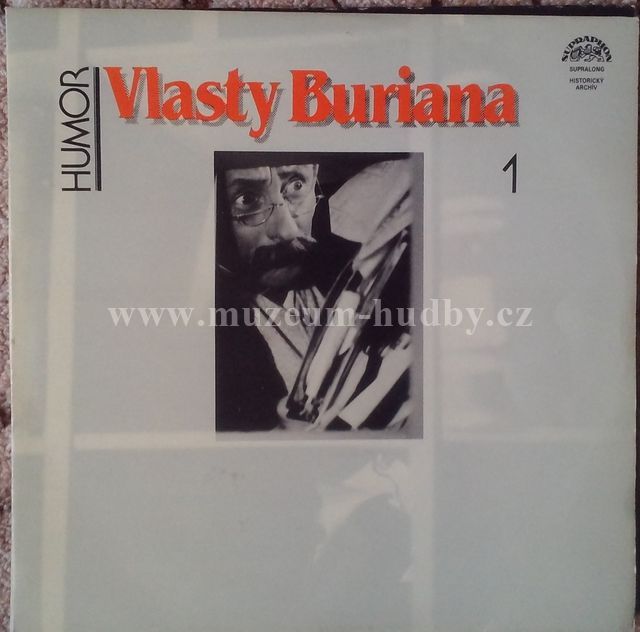 HUMOR
Vlasty Buriana
1
SUPRAPHON
SUPRALONG
HISTORICKÝ
ARCHÍV
www.muzeum-hudby.cz